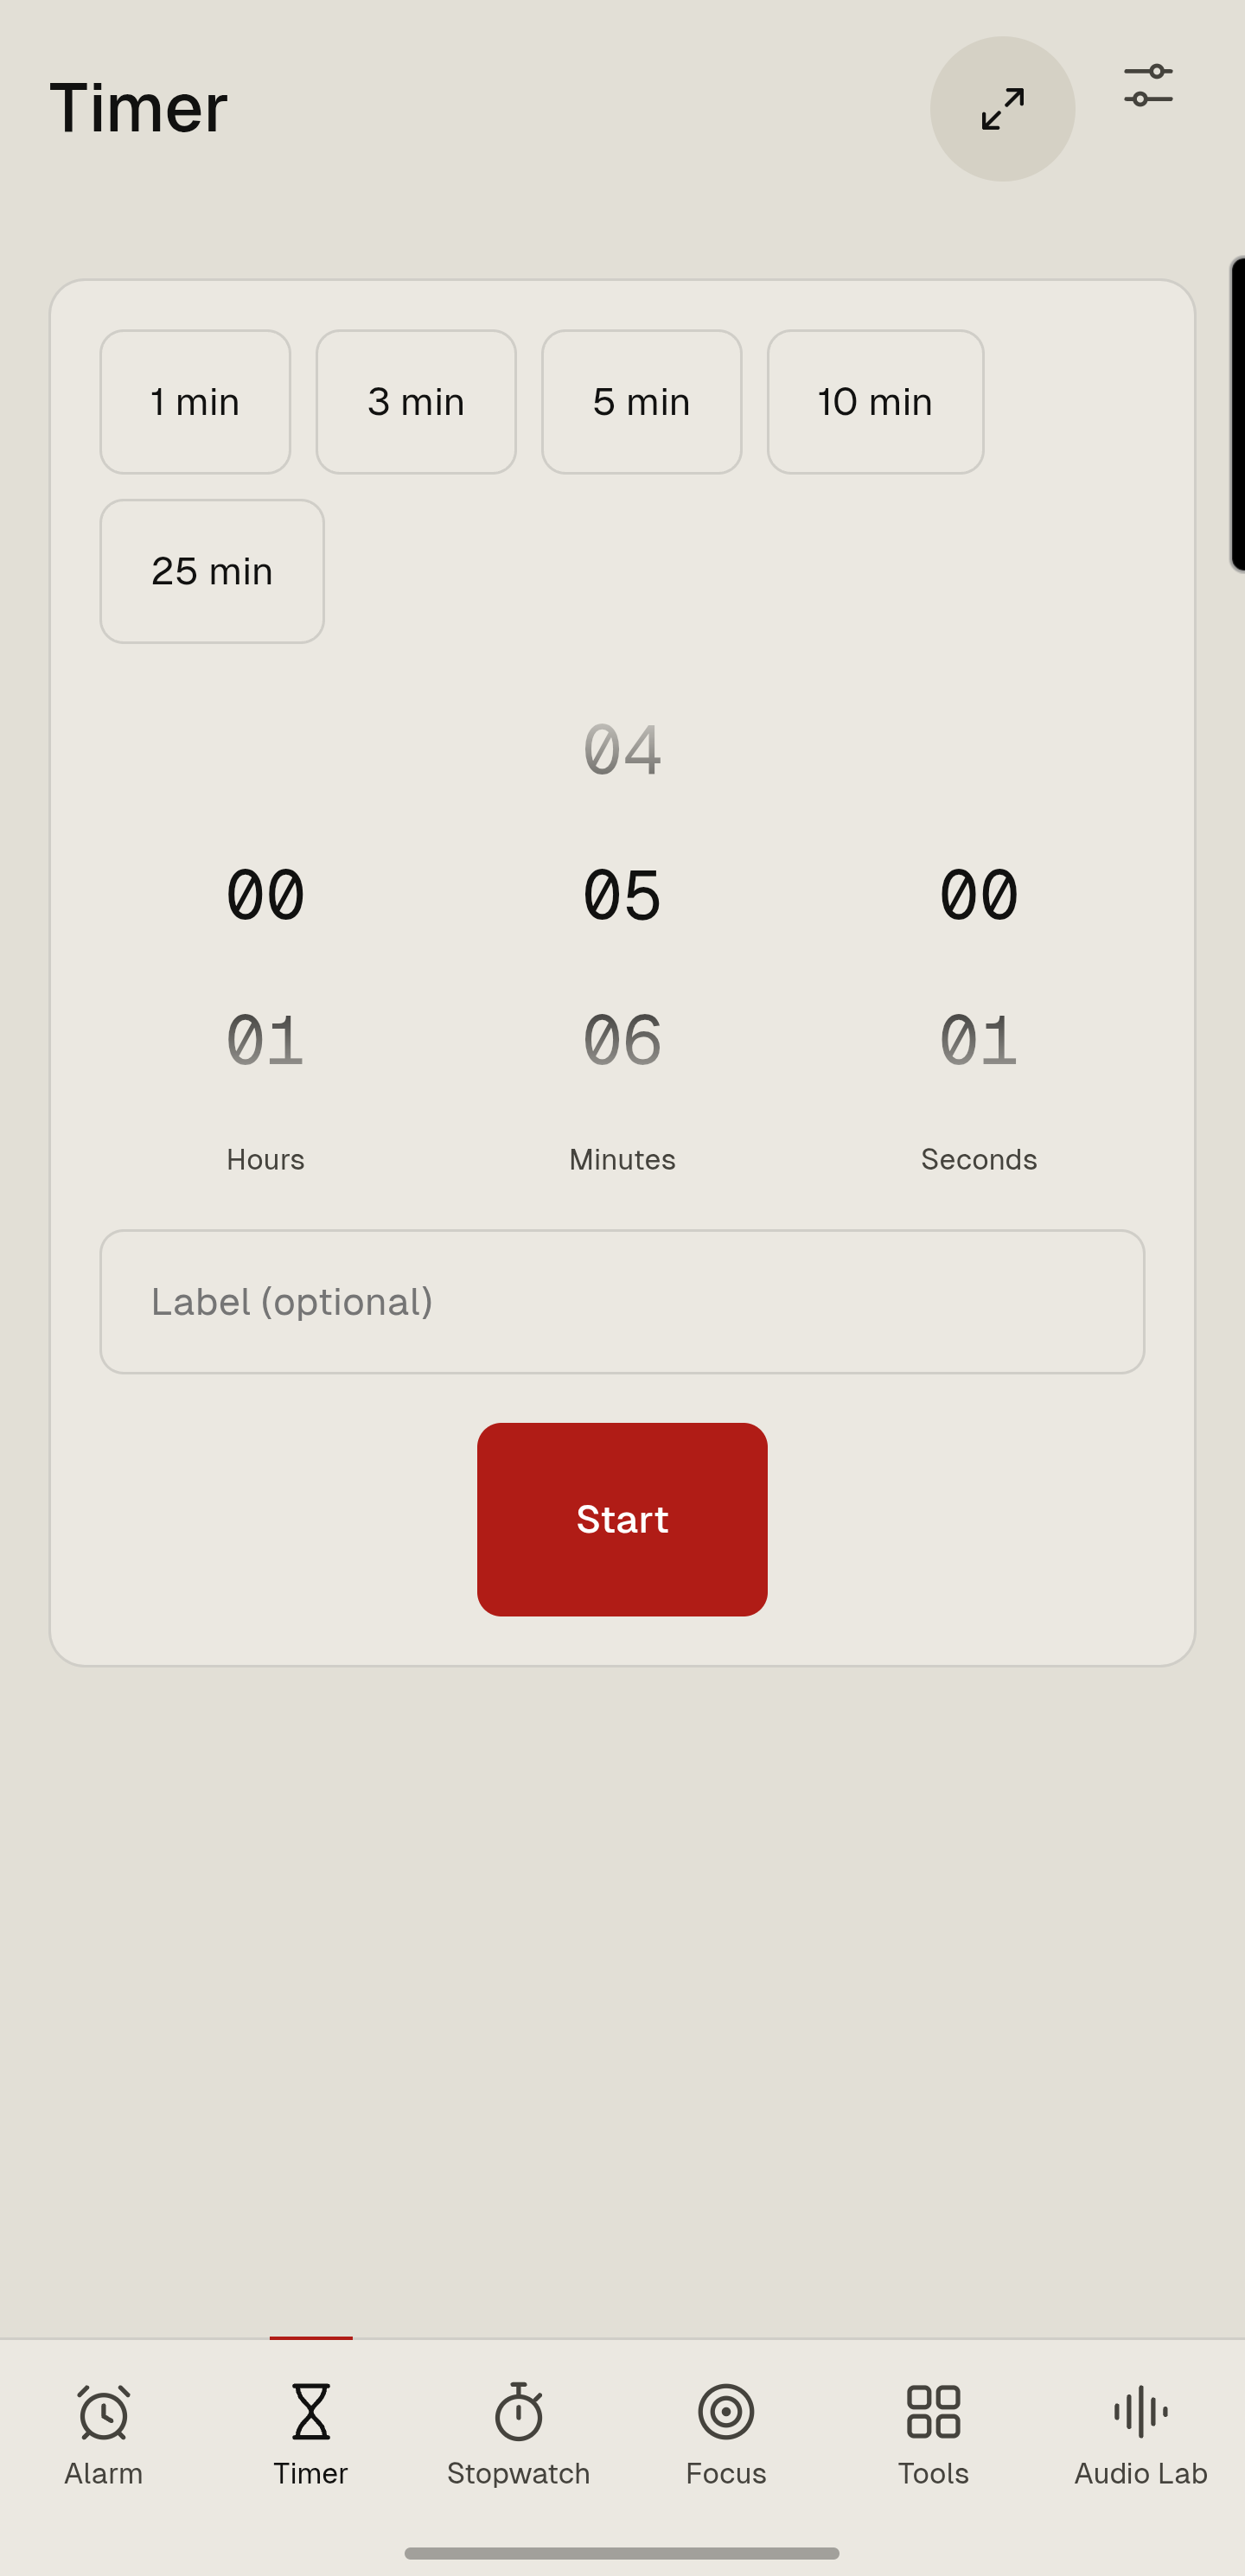 Timer
1 min 3 min 5 min 10 min
25 min
04
00 05 00
01 06 01
Hours Minutes Seconds
Label (optional)
Start
Alarm Timer Stopwatch Focus Tools Audio Lab